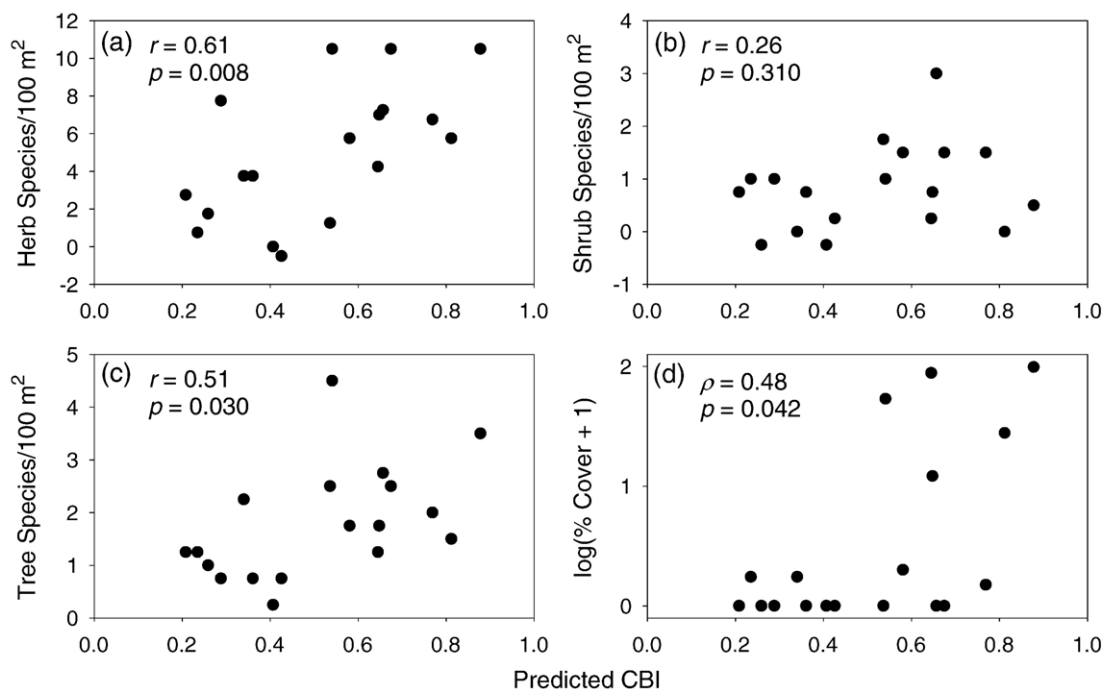 (a)
r = 0.61
p = 0.008
Herb Species/100 m²
12
10
8
6
4
2
0
-2
0.0 0.2 0.4 0.6 0.8 1.0
(b)
r = 0.26
p = 0.310
Shrub Species/100 m²
4
3
2
1
0
-1
0.0 0.2 0.4 0.6 0.8 1.0
(c)
r = 0.51
p = 0.030
Tree Species/100 m²
5
4
3
2
1
0
0.0 0.2 0.4 0.6 0.8 1.0
(d)
ρ = 0.48
p = 0.042
log(% Cover + 1)
2
1
0
0.0 0.2 0.4 0.6 0.8 1.0
Predicted CBI